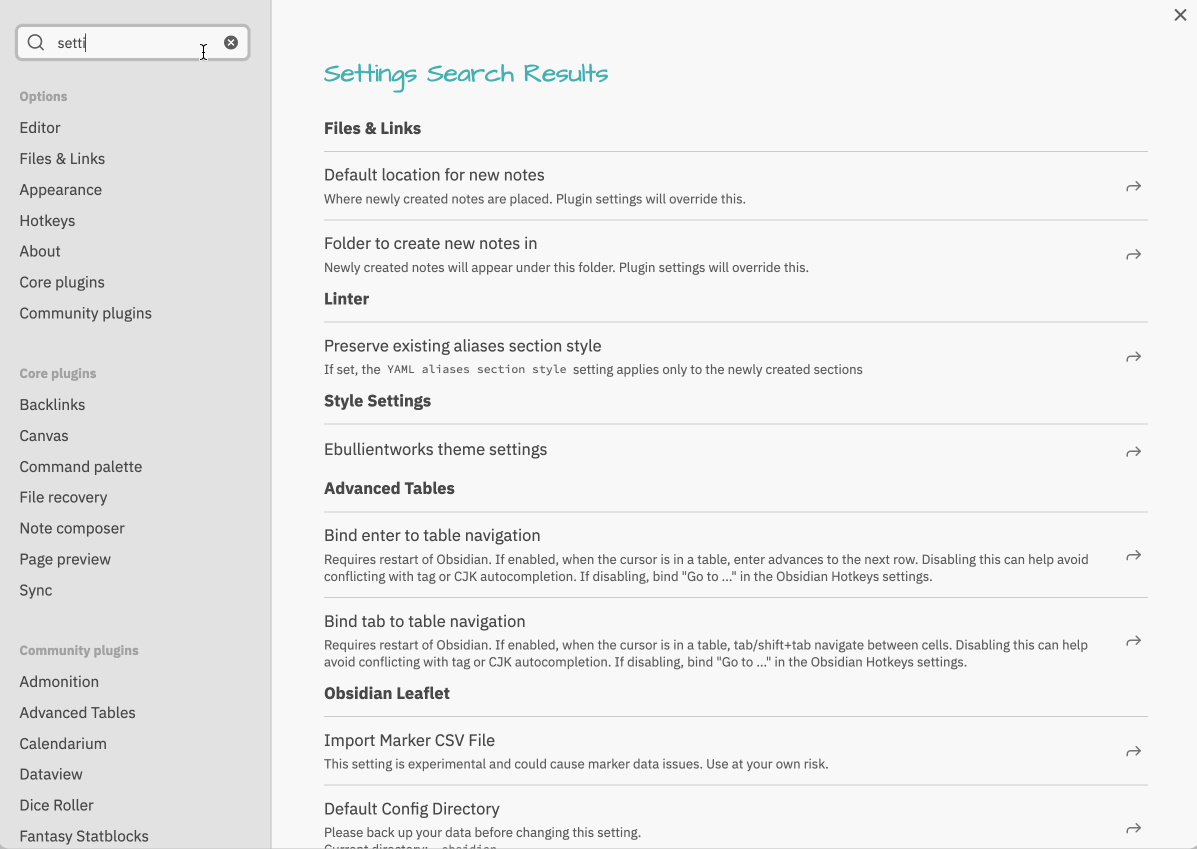 setti
Options
Editor
Files & Links
Appearance
Hotkeys
About
Core plugins
Community plugins
Core plugins
Backlinks
Canvas
Command palette
File recovery
Note composer
Page preview
Sync
Community plugins
Admonition
Advanced Tables
Calendarium
Dataview
Dice Roller
Fantasy Statblocks
Settings Search Results
Files & Links
Default location for new notes
Where newly created notes are placed. Plugin settings will override this.
Folder to create new notes in
Newly created notes will appear under this folder. Plugin settings will override this.
Linter
Preserve existing aliases section style
If set, the YAML aliases section style setting applies only to the newly created sections
Style Settings
Ebullientworks theme settings
Advanced Tables
Bind enter to table navigation
Requires restart of Obsidian. If enabled, when the cursor is in a table, enter advances to the next row. Disabling this can help avoid
conflicting with tag or CJK autocompletion. If disabling, bind "Go to ..." in the Obsidian Hotkeys settings.
Bind tab to table navigation
Requires restart of Obsidian. If enabled, when the cursor is in a table, tab/shift+tab navigate between cells. Disabling this can help
avoid conflicting with tag or CJK autocompletion. If disabling, bind "Go to ..." in the Obsidian Hotkeys settings.
Obsidian Leaflet
Import Marker CSV File
This setting is experimental and could cause marker data issues. Use at your own risk.
Default Config Directory
Please back up your data before changing this setting.
Current directory: .obsidian